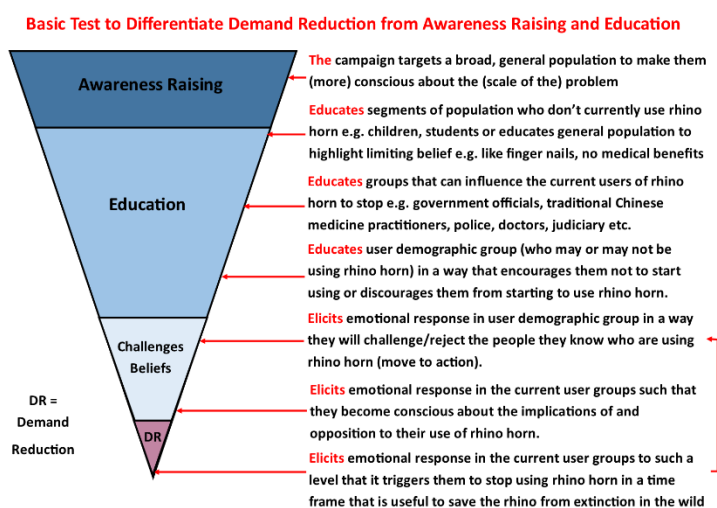 Basic Test to Differentiate Demand Reduction from Awareness Raising and Education
Awareness Raising
The campaign targets a broad, general population to make them
(more) conscious about the (scale of the) problem
Educates segments of population who don't currently use rhino
horn e.g. children, students or educates general population to
highlight limiting belief e.g. like finger nails, no medical benefits
Education
Educates groups that can influence the current users of rhino
horn to stop e.g. government officials, traditional Chinese
medicine practitioners, police, doctors, judiciary etc.
Educates user demographic group (who may or may not be
using rhino horn) in a way that encourages them not to start
using or discourages them from starting to use rhino horn.
Challenges
Beliefs
Elicits emotional response in user demographic group in a way
they will challenge/reject the people they know who are using
rhino horn (move to action).
Elicits emotional response in the current user groups such that
they become conscious about the implications of and
opposition to their use of rhino horn.
DR =
Demand
Reduction
DR
Elicits emotional response in the current user groups to such a
level that it triggers them to stop using rhino horn in a time
frame that is useful to save the rhino from extinction in the wild